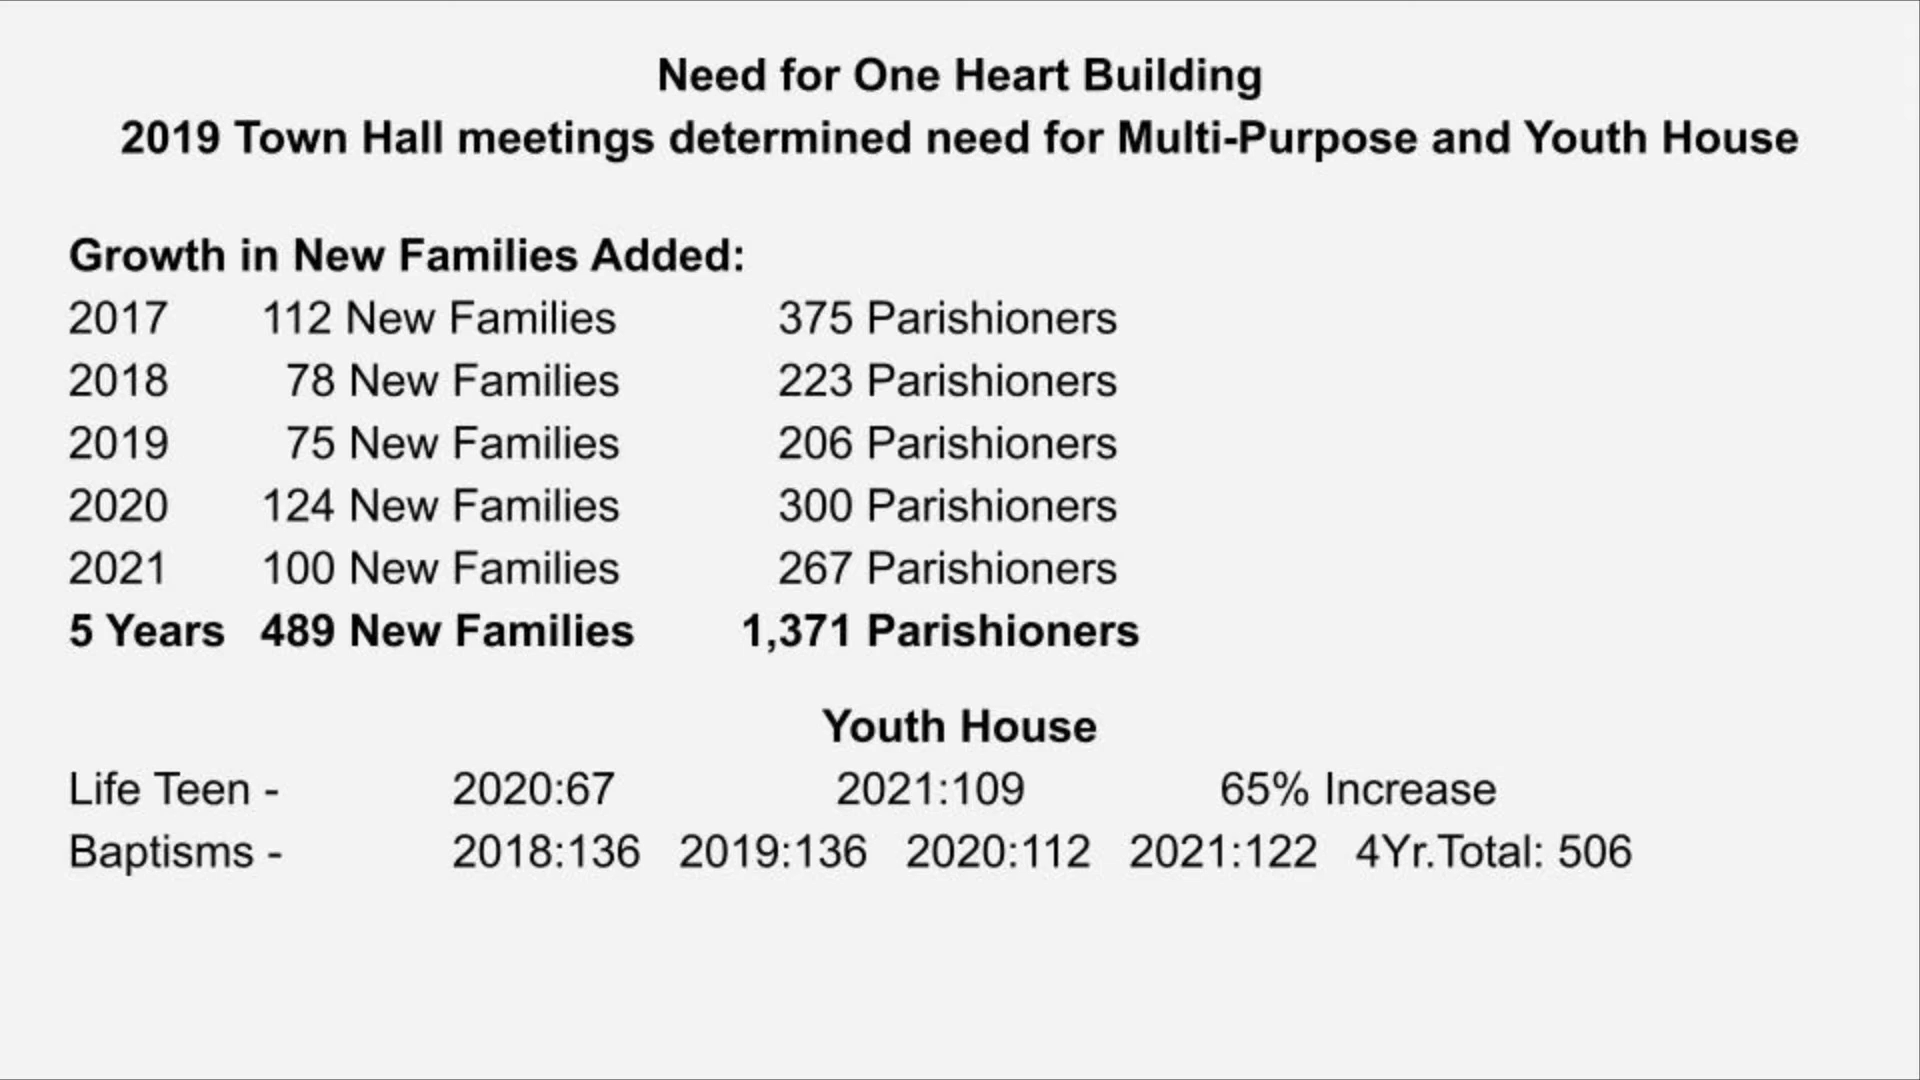 Need for One Heart Building
2019 Town Hall meetings determined need for Multi-Purpose and Youth House
Growth in New Families Added:
2017 112 New Families 375 Parishioners
2018 78 New Families 223 Parishioners
2019 75 New Families 206 Parishioners
2020 124 New Families 300 Parishioners
2021 100 New Families 267 Parishioners
5 Years 489 New Families 1,371 Parishioners
Youth House
Life Teen - 2020:67 2021:109 65% Increase
Baptisms - 2018:136 2019:136 2020:112 2021:122 4Yr.Total: 506